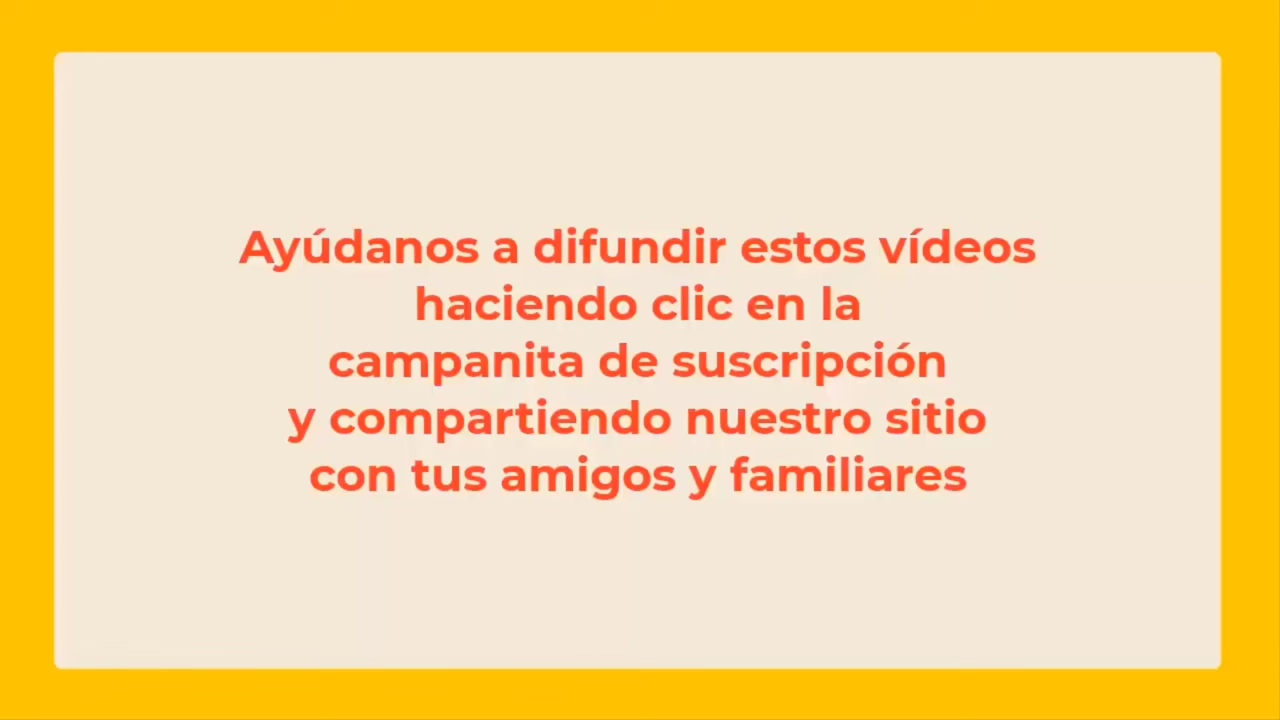 Ayúdanos a difundir estos vídeos
haciendo clic en la
campanita de suscripción
y compartiendo nuestro sitio
con tus amigos y familiares